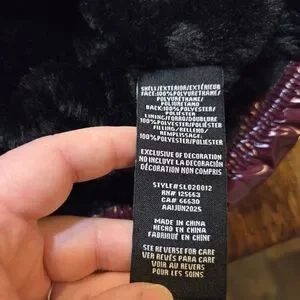 SHELL/EXTERIOR/EXTÉRIEUR
FACE:100%POLYURETHANE/
POLYURÉTHANE/
POLIURETANO
BACK:100%POLYESTER/
POLIÉSTER
LINING/FORRO/DOUBLURE
100%POLYESTER/POLIÉSTER
FILLING/RELLENO/
REMPLISSAGE:
100%POLYESTER/POLIÉSTER
EXCLUSIVE OF DECORATION
NO INCLUYE LA DECORACIÓN
DÉCORATION NON COMPRIS
STYLE#SL020012
RN# 125663
CA# 66630
AAIJUN2025
MADE IN CHINA
HECHO EN CHINA
FABRIQUÉ EN CHINE
SEE REVERSE FOR CARE
VER REVÉS PARA CARE
VOIR AU REVERS
POUR LES SOINS.